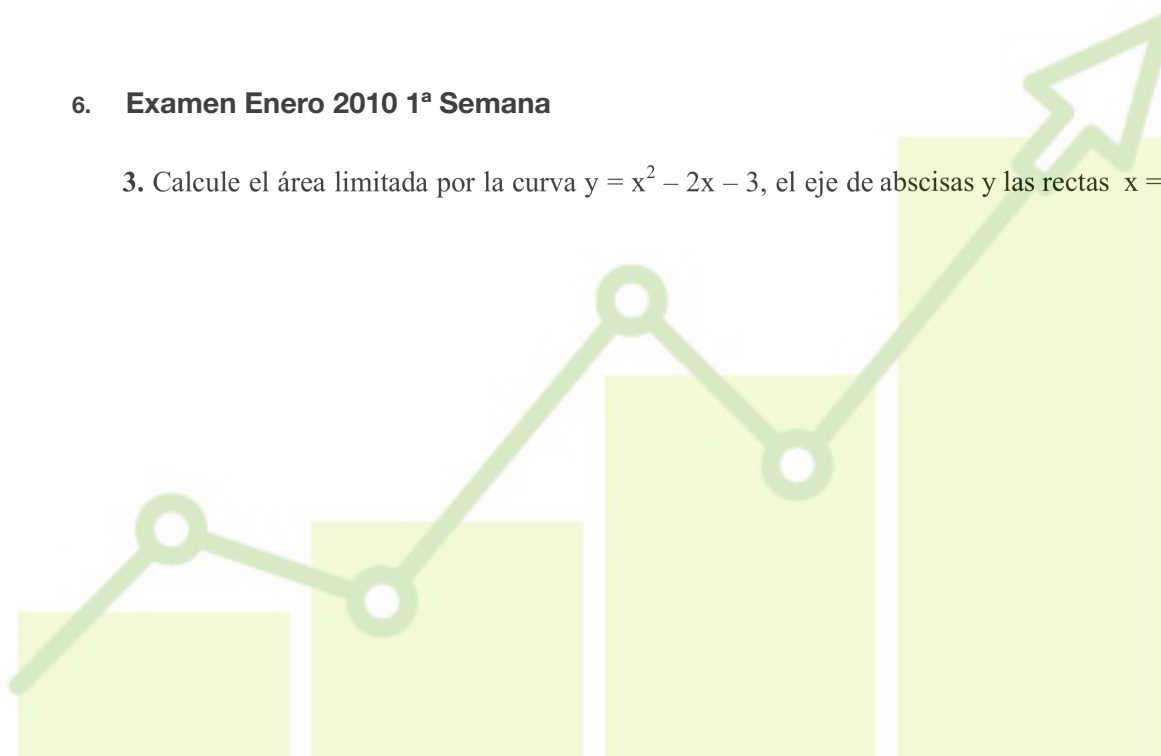 6. Examen Enero 2010 1ª Semana
3. Calcule el área limitada por la curva y = x² – 2x – 3, el eje de abscisas y las rectas x =